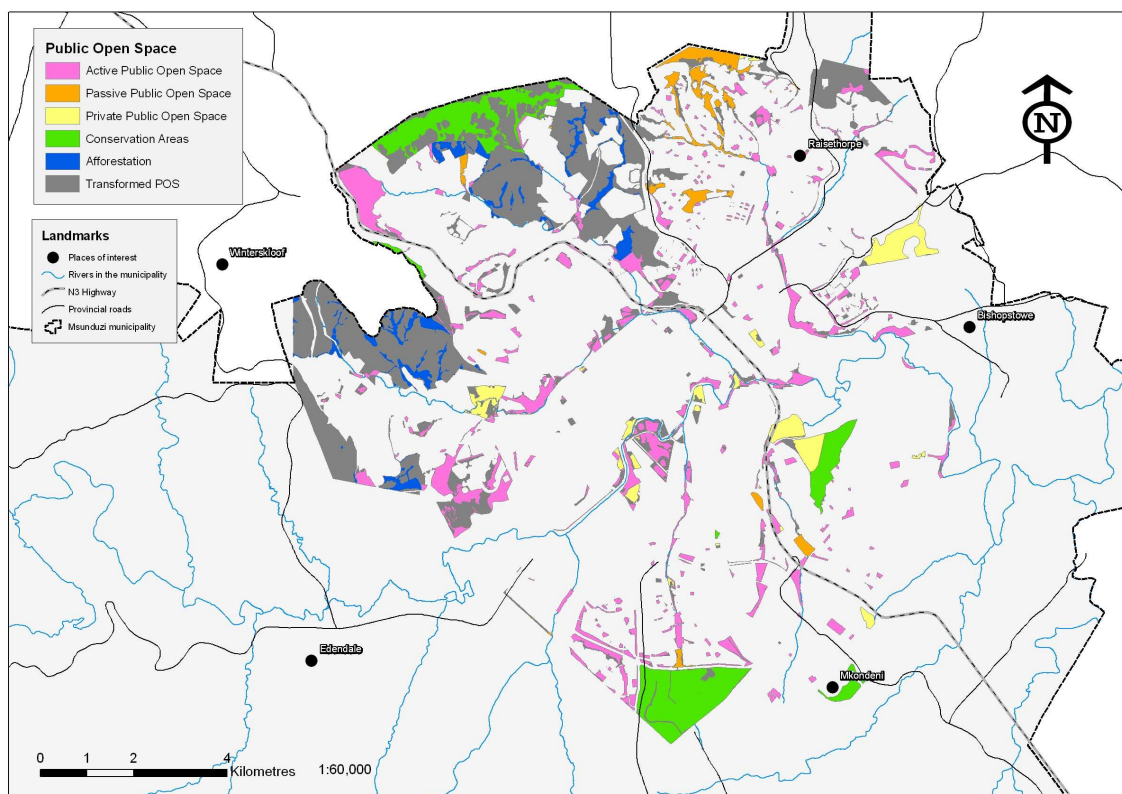 Public Open Space
Active Public Open Space
Passive Public Open Space
Private Public Open Space
Conservation Areas
Afforestation
Transformed POS
Landmarks
Places of interest
Rivers in the municipality
N3 Highway
Provincial roads
Msunduzi municipality
N
Raisethorpe
Winterskloof
Bishopstowe
Edendale
Mkondeni
0 1 2 4
Kilometres 1:60,000